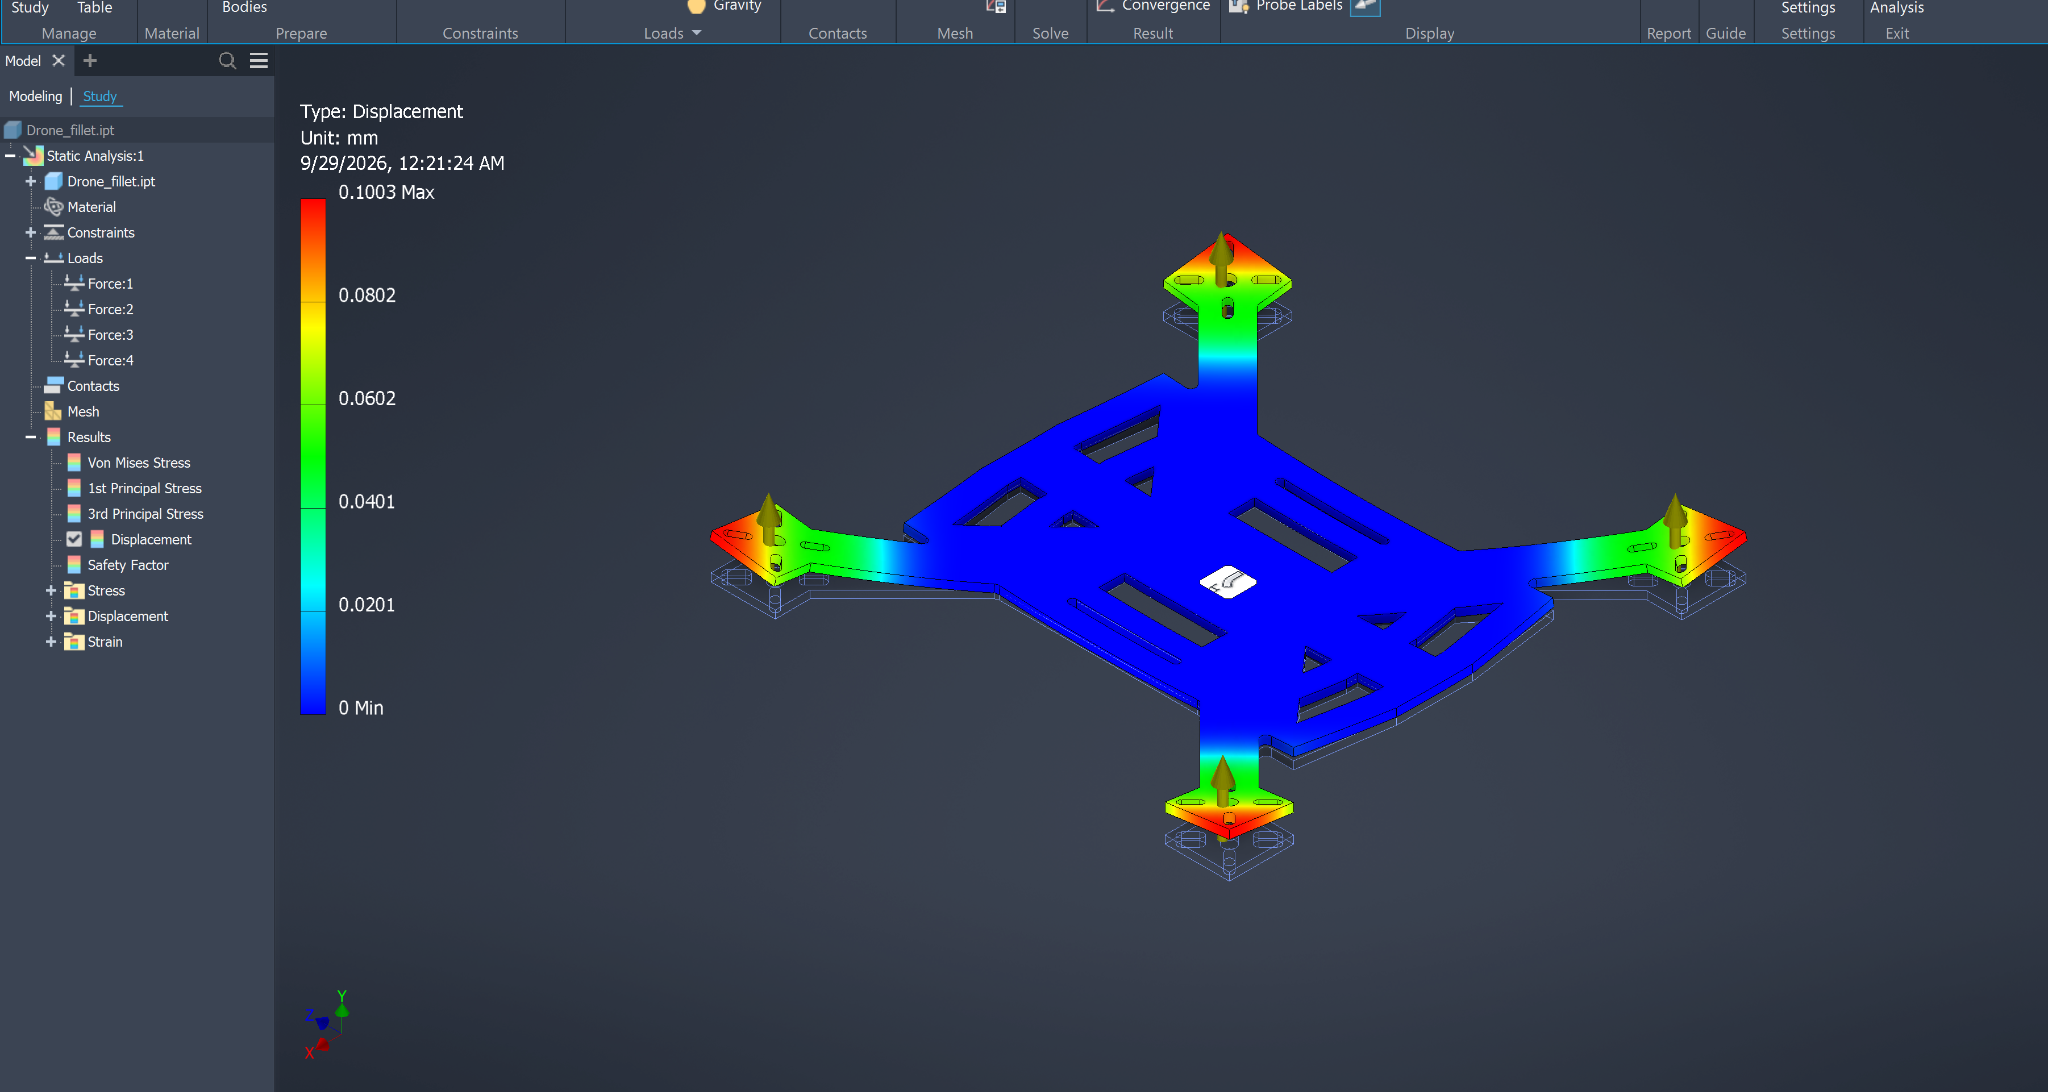 Study Table Bodies Gravity Convergence Probe Labels Settings Analysis
Manage Material Prepare Constraints Loads Contacts Mesh Solve Result Display Report Guide Settings Exit
Model
Modeling | Study
Drone_fillet.ipt
Static Analysis:1
Drone_fillet.ipt
Material
Constraints
Loads
Force:1
Force:2
Force:3
Force:4
Contacts
Mesh
Results
Von Mises Stress
1st Principal Stress
3rd Principal Stress
Displacement
Safety Factor
Stress
Displacement
Strain
Type: Displacement
Unit: mm
9/29/2026, 12:21:24 AM
0.1003 Max
0.0802
0.0602
0.0401
0.0201
0 Min
Y
Z
X